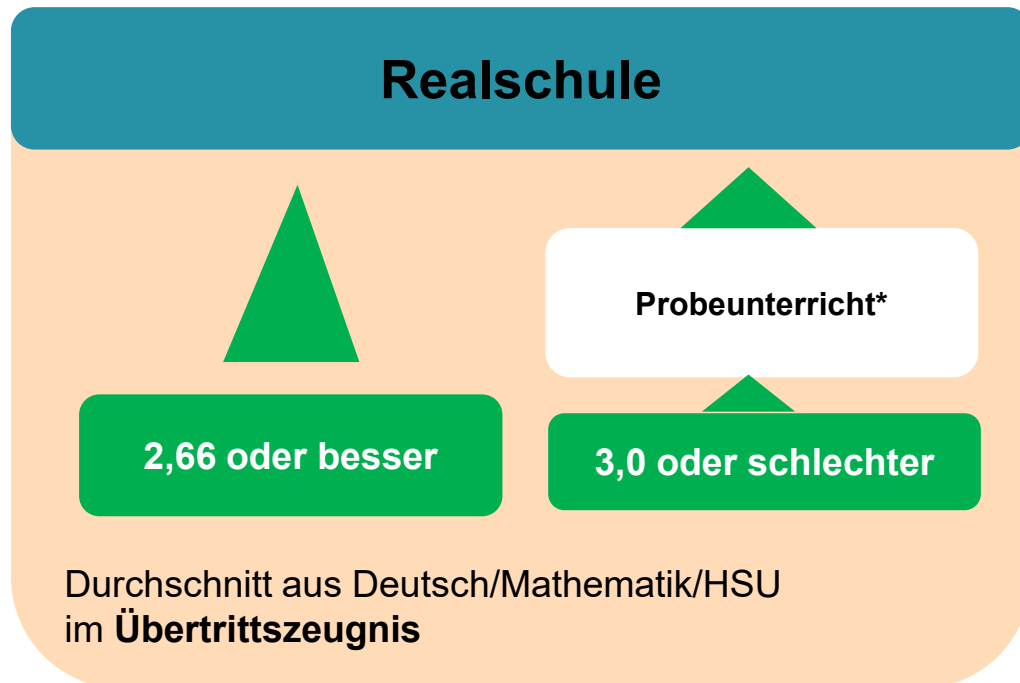 Realschule
Probeunterricht*
2,66 oder besser
3,0 oder schlechter
Durchschnitt aus Deutsch/Mathematik/HSU
im Übertrittszeugnis